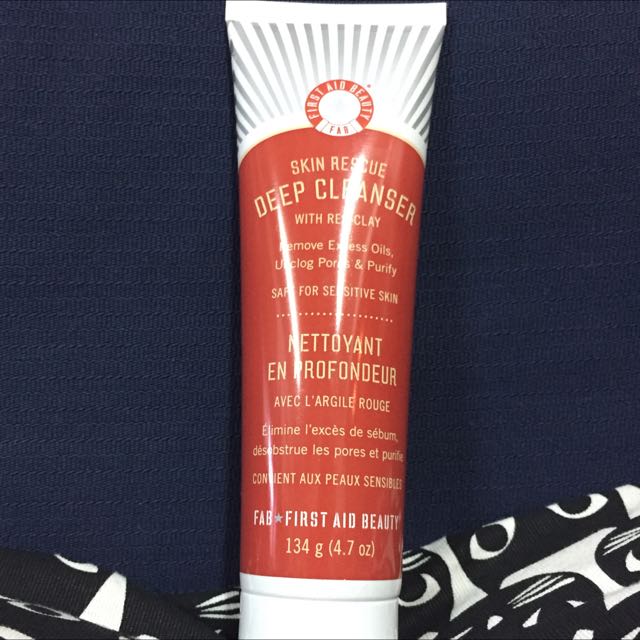 FIRST AID BEAUTY
FAB
SKIN RESCUE
DEEP CLEANSER
WITH RED CLAY
Remove Excess Oils,
Unclog Pores & Purify
SAFE FOR SENSITIVE SKIN
NETTOYANT
EN PROFONDEUR
AVEC L'ARGILE ROUGE
Élimine l'excès de sébum,
désobstrue les pores et purifie
CONVIENT AUX PEAUX SENSIBLES
FAB★FIRST AID BEAUTY
134 g (4.7 oz)